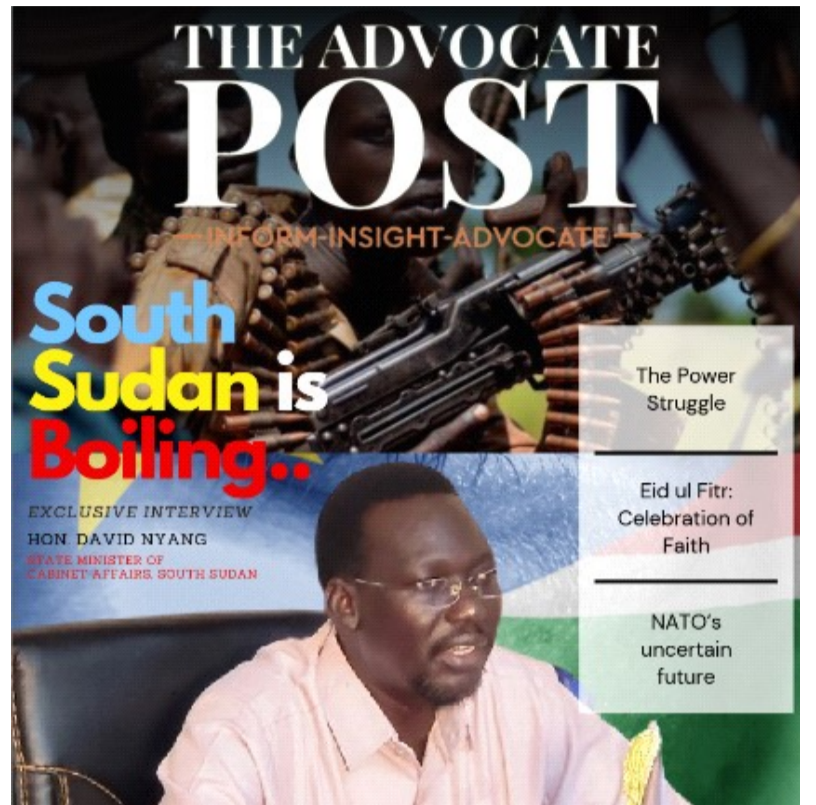 THE ADVOCATE
POST
INFORM-INSIGHT-ADVOCATE
South
Sudan is
Boiling..
EXCLUSIVE INTERVIEW
HON. DAVID NYANG
STATE MINISTER OF
CABINET AFFAIRS, SOUTH SUDAN
The Power
Struggle
Eid ul Fitr:
Celebration of
Faith
NATO's
uncertain
future